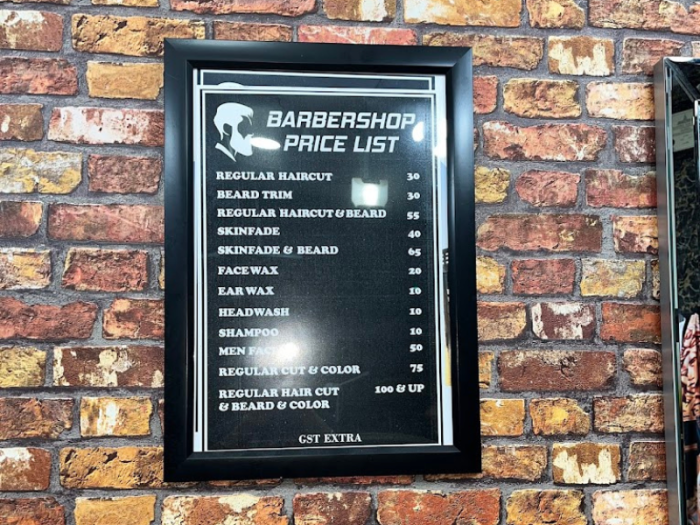 BARBERSHOP
PRICE LIST
REGULAR HAIRCUT 30
BEARD TRIM 30
REGULAR HAIRCUT & BEARD 55
SKINFADE 40
SKINFADE & BEARD 65
FACE WAX 20
EAR WAX 10
HEADWASH 10
SHAMPOO 10
MEN 50
REGULAR CUT & COLOR 75
REGULAR HAIR CUT 100 & UP
& BEARD & COLOR
GST EXTRA